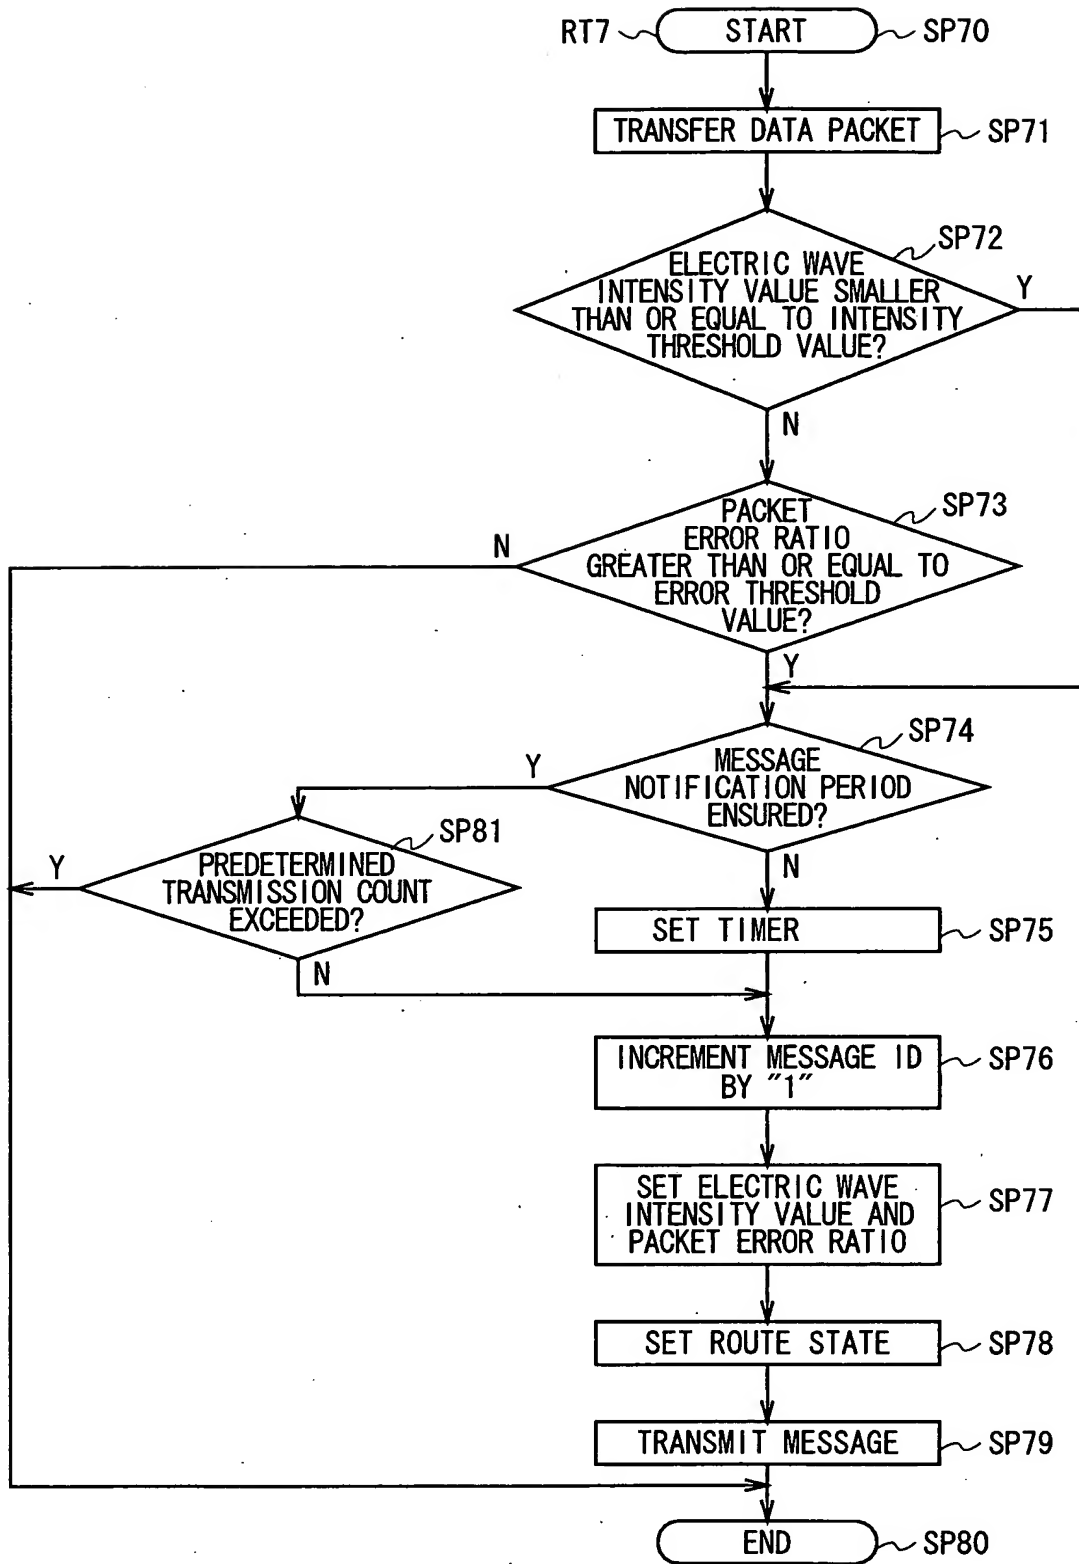 RT7 START SP70
TRANSFER DATA PACKET SP71
SP72
ELECTRIC WAVE
INTENSITY VALUE SMALLER
THAN OR EQUAL TO INTENSITY
THRESHOLD VALUE?
Y
N
SP73
PACKET
ERROR RATIO
GREATER THAN OR EQUAL TO
ERROR THRESHOLD
VALUE?
N
Y
SP74
MESSAGE
NOTIFICATION PERIOD
ENSURED?
Y
N
SP81
PREDETERMINED
TRANSMISSION COUNT
EXCEEDED?
Y
N
SET TIMER SP75
INCREMENT MESSAGE ID
BY "1"
SP76
SET ELECTRIC WAVE
INTENSITY VALUE AND
PACKET ERROR RATIO
SP77
SET ROUTE STATE SP78
TRANSMIT MESSAGE SP79
END SP80